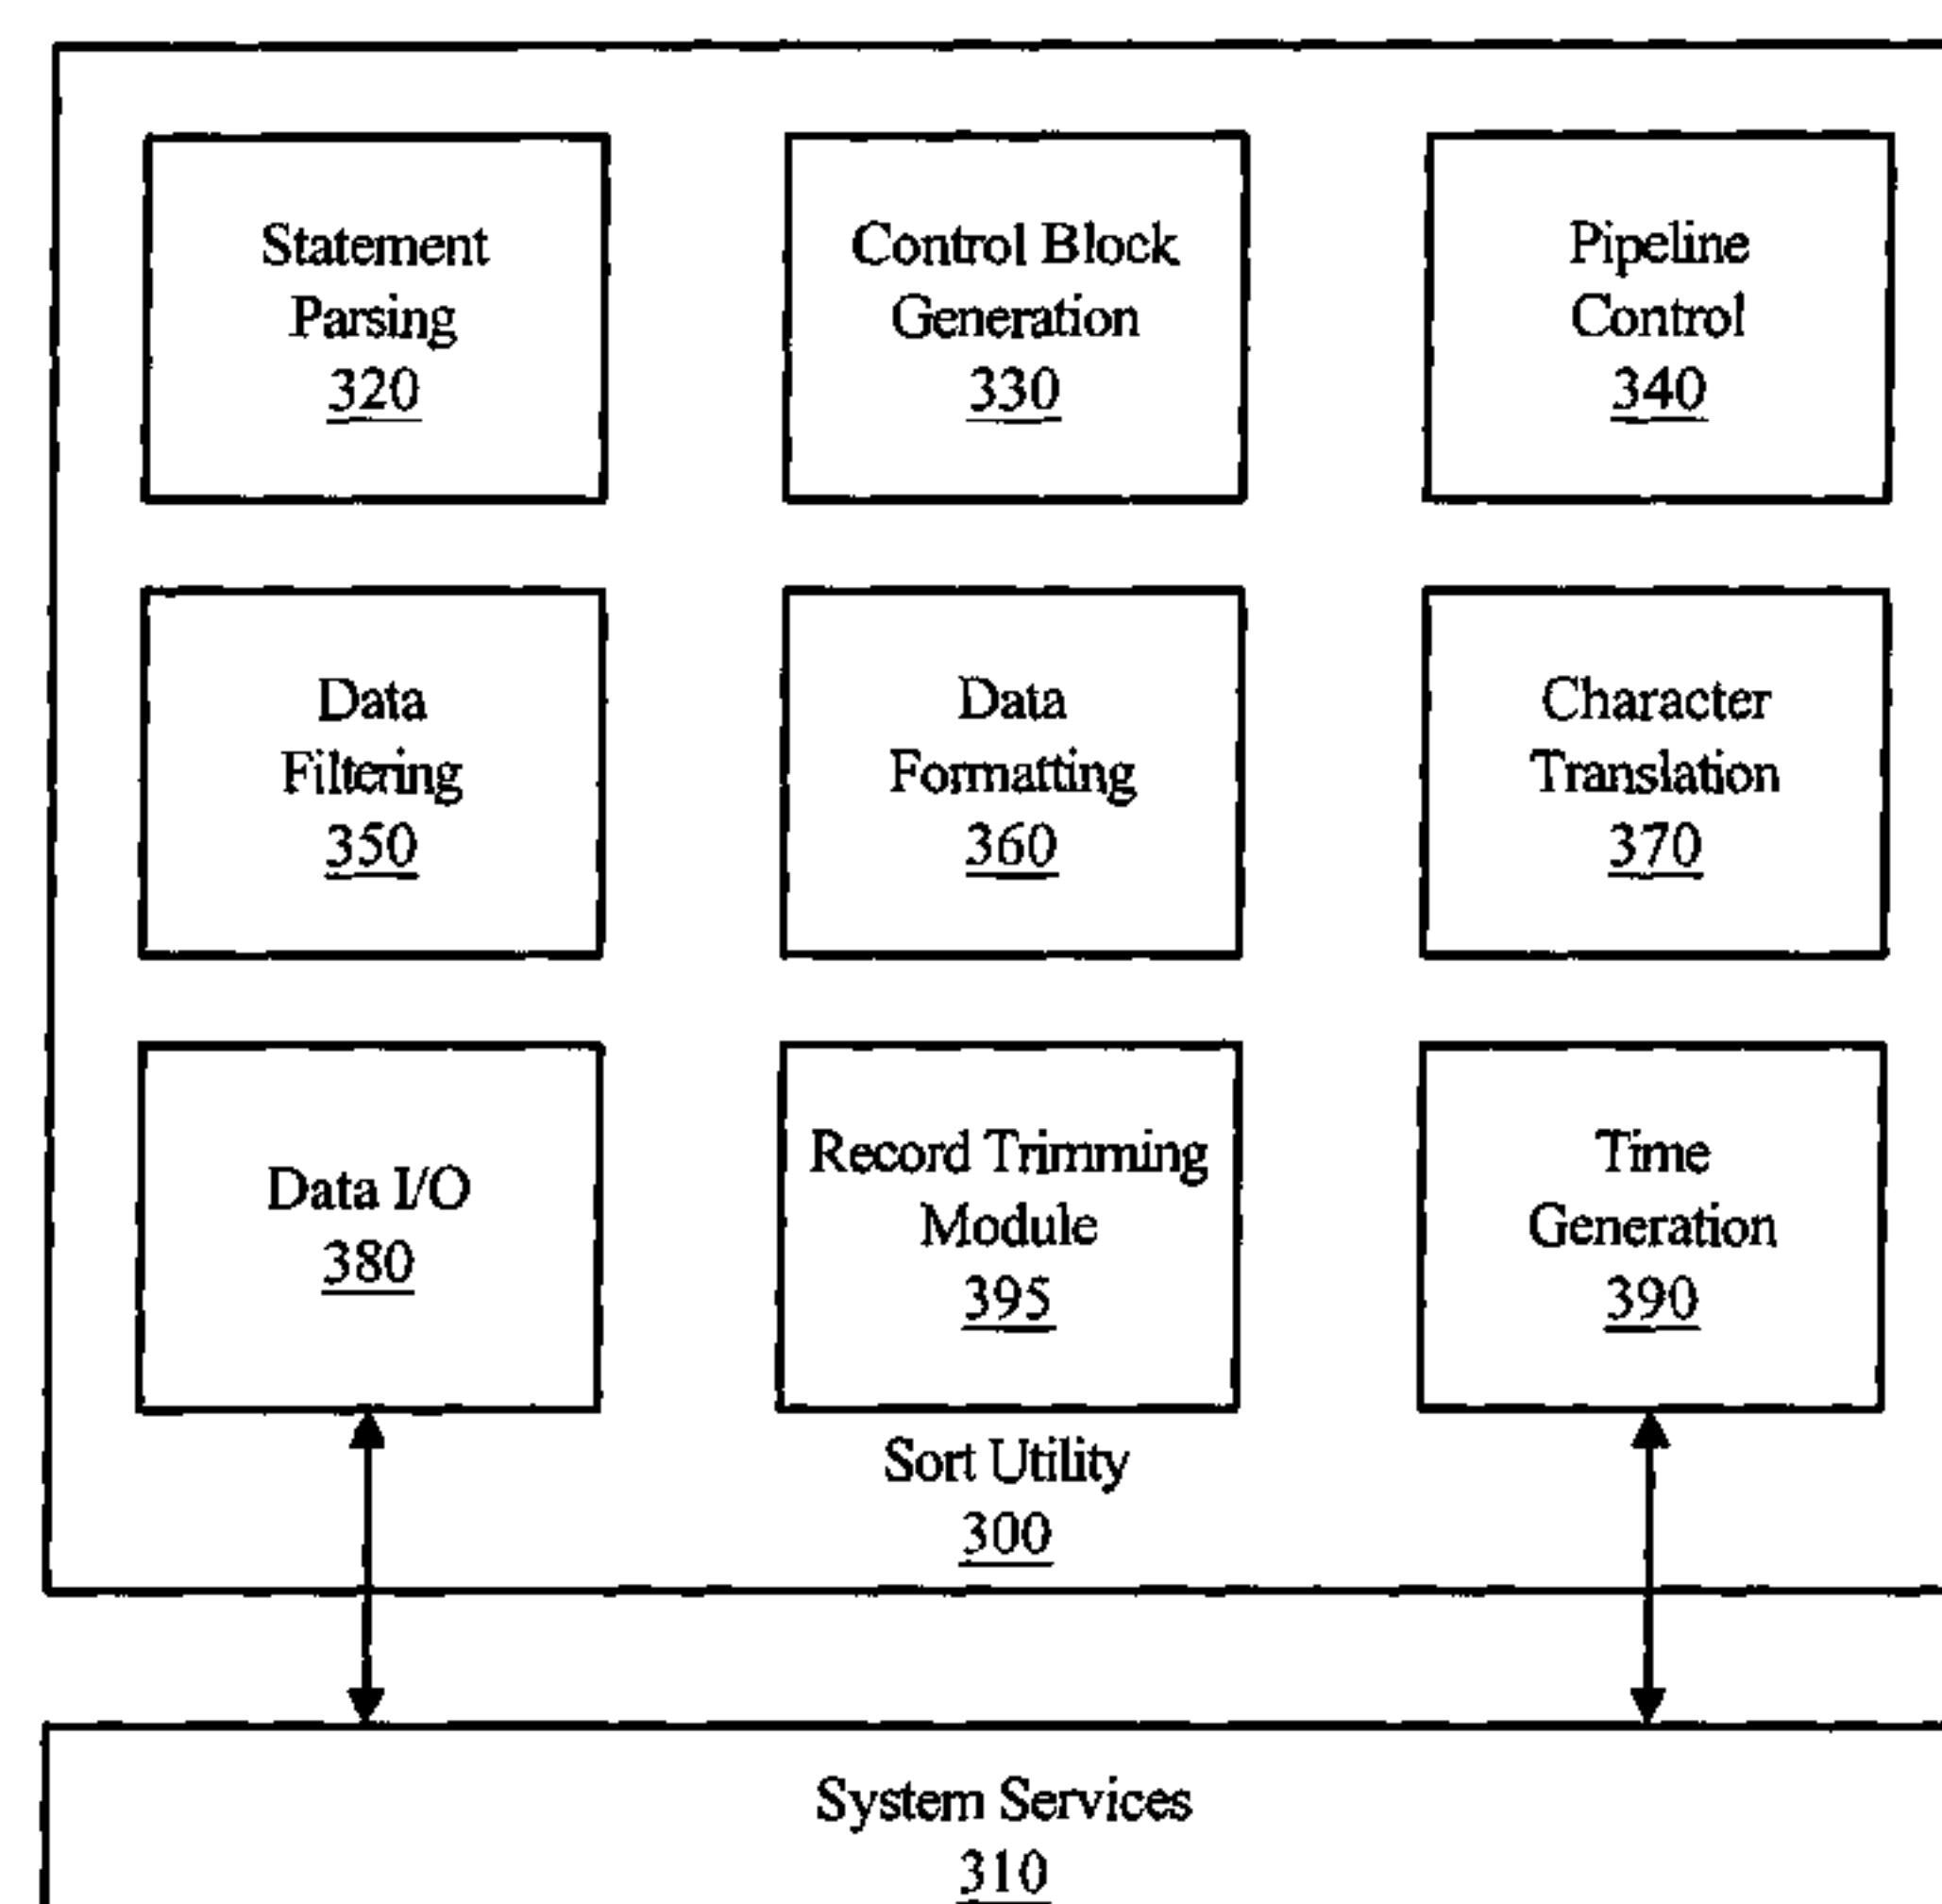 Statement
Parsing
320
Control Block
Generation
330
Pipeline
Control
340
Data
Filtering
350
Data
Formatting
360
Character
Translation
370
Data I/O
380
Record Trimming
Module
395
Time
Generation
390
Sort Utility
300
System Services
310